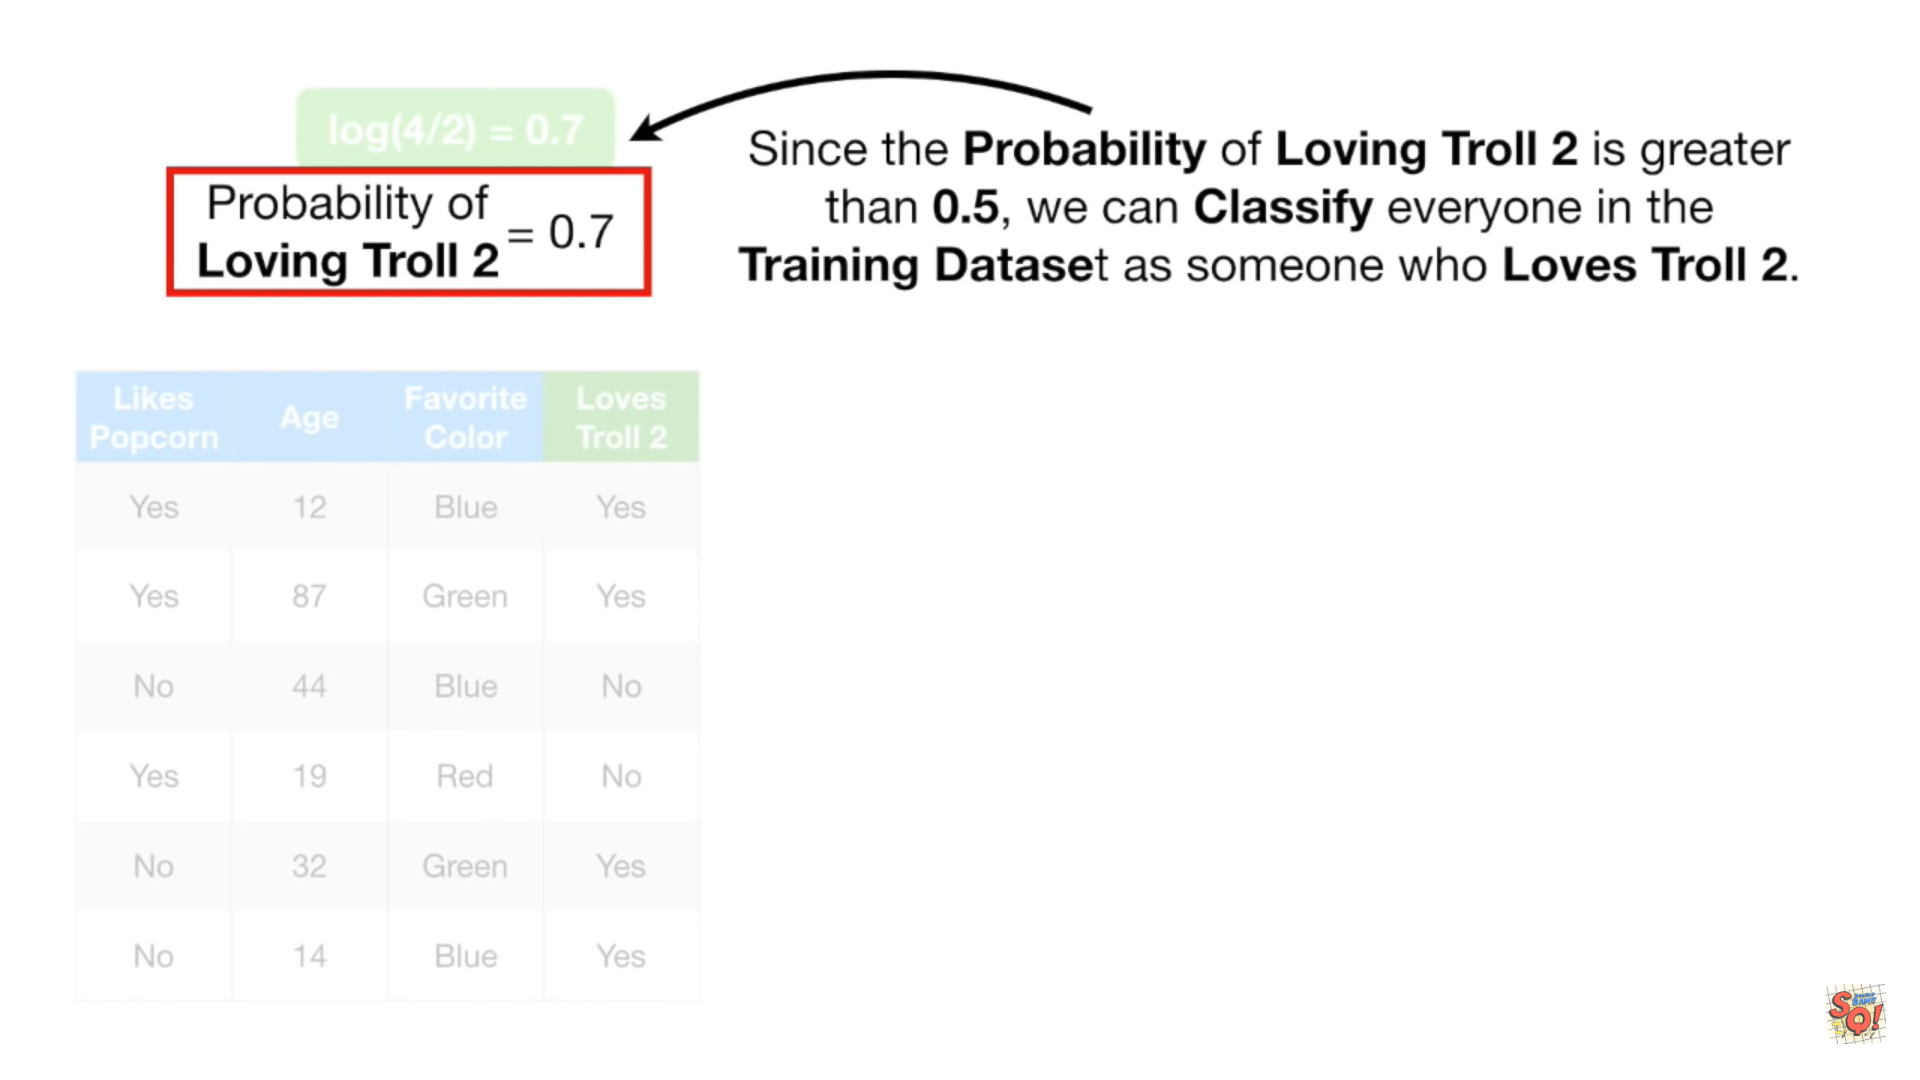 log(4/2) = 0.7
Probability of
Loving Troll 2 = 0.7
Since the Probability of Loving Troll 2 is greater
than 0.5, we can Classify everyone in the
Training Dataset as someone who Loves Troll 2.
Likes Popcorn Age Favorite Color Loves Troll 2
Yes 12 Blue Yes
Yes 87 Green Yes
No 44 Blue No
Yes 19 Red No
No 32 Green Yes
No 14 Blue Yes
SQ!